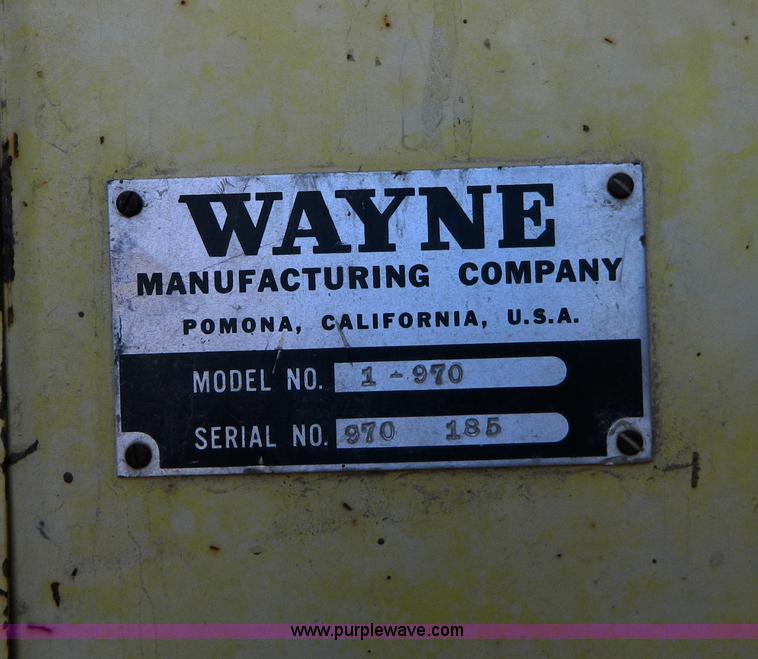 WAYNE
MANUFACTURING COMPANY
POMONA, CALIFORNIA, U.S.A.
MODEL NO. 1-970
SERIAL NO. 970 185
www.purplewave.com